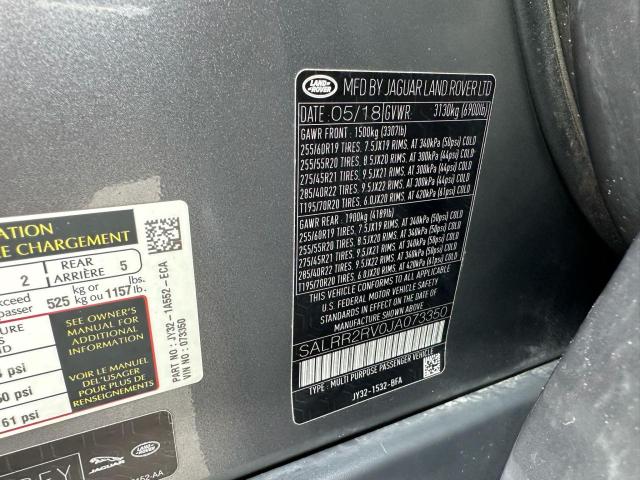 LAND
ROVER
MFD BY JAGUAR LAND ROVER LTD
DATE 05/18 GVWR 3130kg (6900lb)
GAWR FRONT : 1500kg (3307lb)
255/60R19 TIRES, 7.5JX19 RIMS, AT 340kPa (50psi) COLD
255/55R20 TIRES, 8.5JX20 RIMS, AT 300kPa (44psi) COLD
275/45R21 TIRES, 9.5JX21 RIMS, AT 300kPa (44psi) COLD
285/40R22 TIRES, 9.5JX22 RIMS, AT 300kPa (44psi) COLD
T195/70R20 TIRES, 6.0JX20 RIMS, AT 420kPa (61psi) COLD
GAWR REAR : 1900kg (4189lb)
255/60R19 TIRES, 7.5JX19 RIMS, AT 340kPa (50psi) COLD
255/55R20 TIRES, 8.5JX20 RIMS, AT 340kPa (50psi) COLD
275/45R21 TIRES, 9.5JX21 RIMS, AT 340kPa (50psi) COLD
285/40R22 TIRES, 9.5JX22 RIMS, AT 340kPa (50psi) COLD
T195/70R20 TIRES, 6.0JX20 RIMS, AT 420kPa (61psi) COLD
THIS VEHICLE CONFORMS TO ALL APPLICABLE
FEDERAL MOTOR VEHICLE SAFETY
STANDARDS IN EFFECT ON THE DATE OF
MANUFACTURE SHOWN ABOVE
SALRR2RV0JA073350
TYPE: MULTI PURPOSE PASSENGER VEHICLE
JY32-1532-BFA
CHARGEMENT
2 REAR
ARRIÈRE 5
525 kg or
kg ou 1157 lbs.
lb.
SEE OWNER'S
MANUAL FOR
ADDITIONAL
INFORMATION
VOIR LE MANUEL
DE L'USAGER
POUR PLUS DE
RENSEIGNEMENTS
psi
psi
61 psi
PART : JY32-1A552-ECA
VIN : 073350
JAGUAR
LAND
ROVER